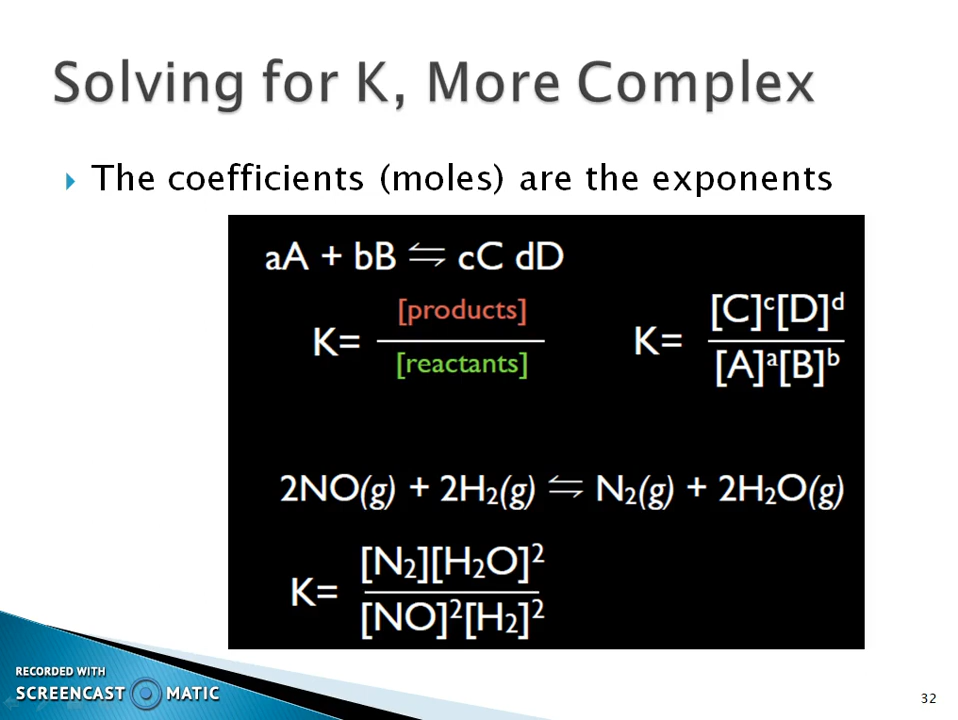 Solving for K, More Complex
The coefficients (moles) are the exponents
aA + bB ⇌ cC dD
K= [products] / [reactants]
K= [C]ᶜ[D]ᵈ / [A]ᵃ[B]ᵇ
2NO(g) + 2H₂(g) ⇌ N₂(g) + 2H₂O(g)
K= [N₂][H₂O]² / [NO]²[H₂]²
RECORDED WITH
SCREENCAST MATIC
32